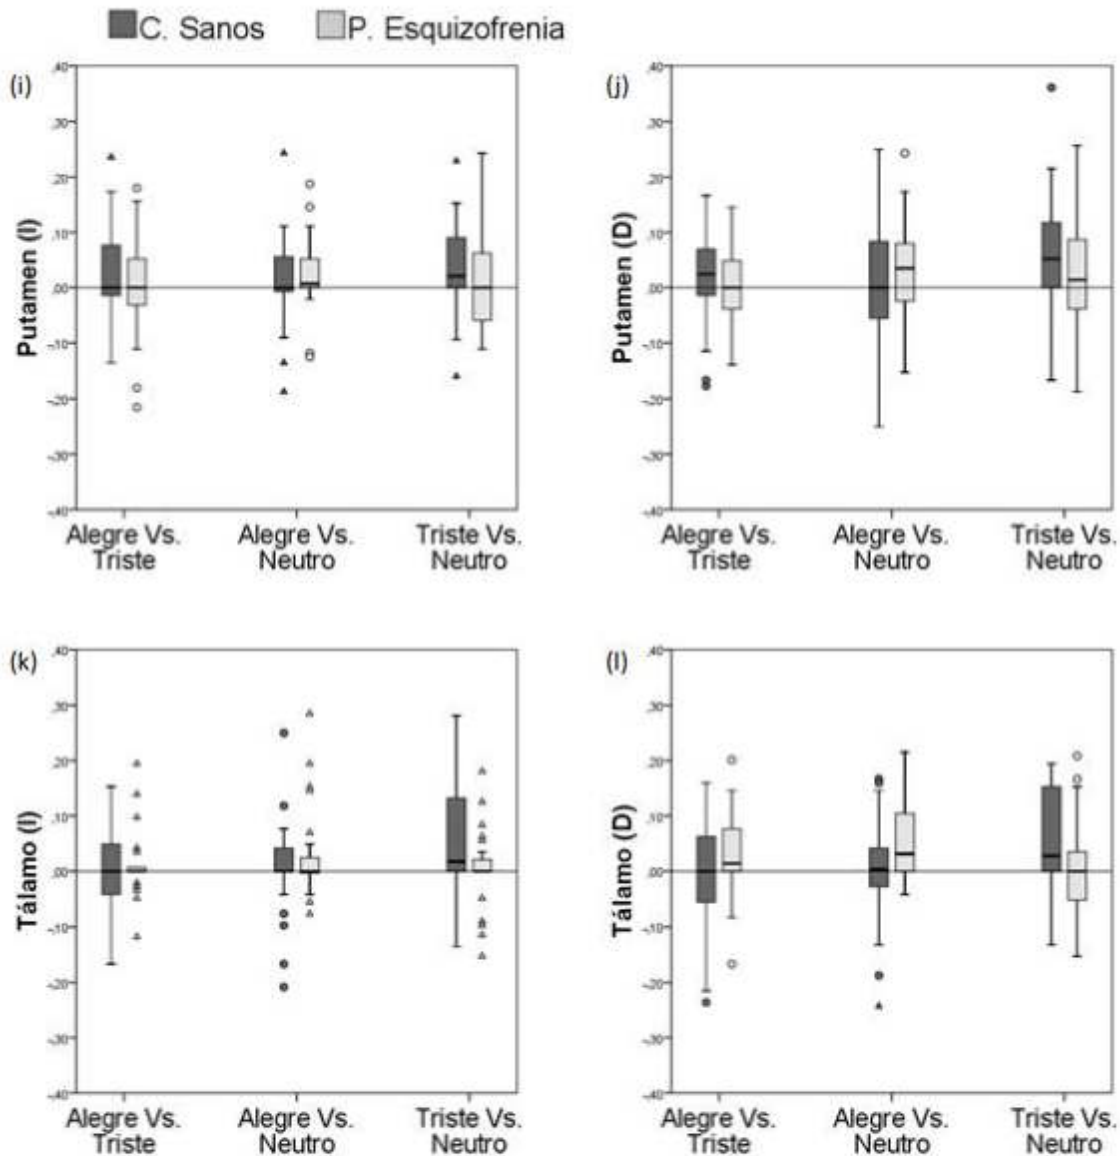 C. Sanos P. Esquizofrenia
(i)
Putamen (I)
,40
,30
,20
,10
,00
-,10
-,20
-,30
-,40
Alegre Vs. Triste
Alegre Vs. Neutro
Triste Vs. Neutro
(j)
Putamen (D)
,40
,30
,20
,10
,00
-,10
-,20
-,30
-,40
Alegre Vs. Triste
Alegre Vs. Neutro
Triste Vs. Neutro
(k)
Tálamo (I)
,40
,30
,20
,10
,00
-,10
-,20
-,30
-,40
Alegre Vs. Triste
Alegre Vs. Neutro
Triste Vs. Neutro
(l)
Tálamo (D)
,40
,30
,20
,10
,00
-,10
-,20
-,30
-,40
Alegre Vs. Triste
Alegre Vs. Neutro
Triste Vs. Neutro